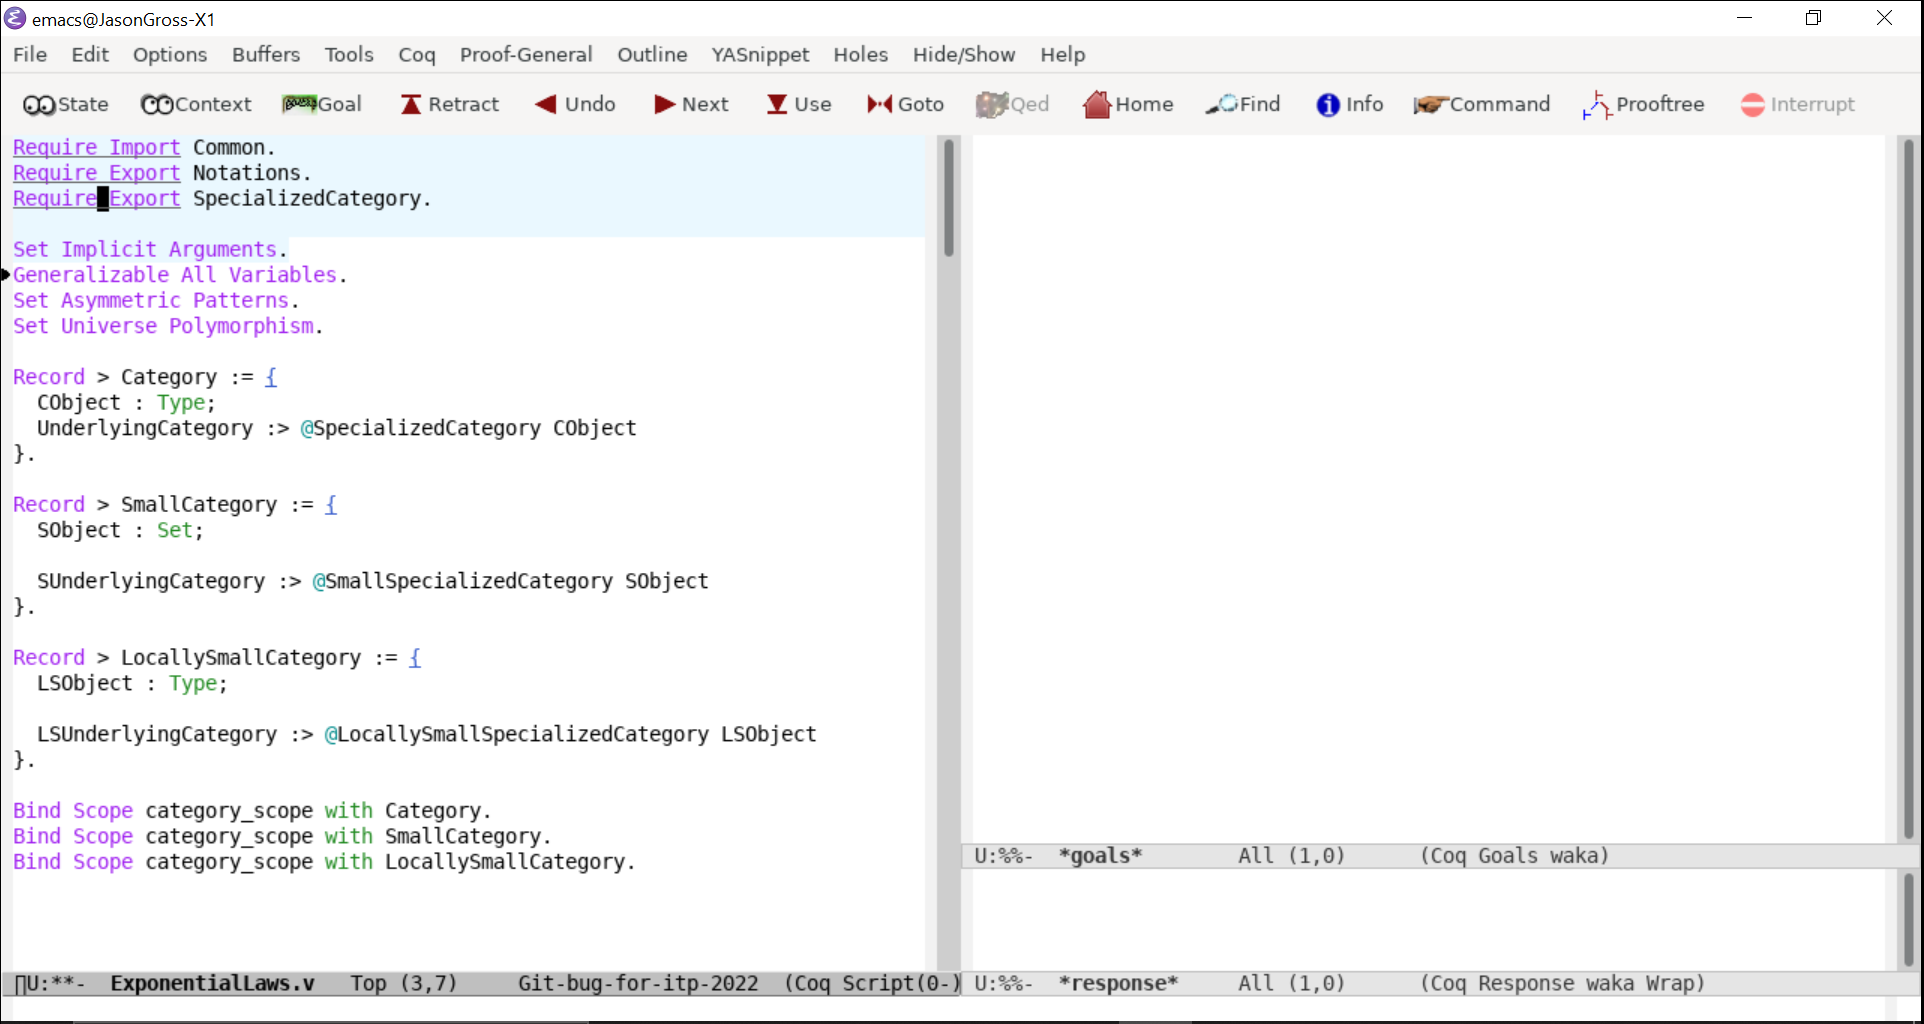 emacs@JasonGross-X1
File Edit Options Buffers Tools Coq Proof-General Outline YASnippet Holes Hide/Show Help
State Context Goal Retract Undo Next Use Goto Qed Home Find Info Command Prooftree Interrupt
Require Import Common.
Require Export Notations.
Require Export SpecializedCategory.
Set Implicit Arguments.
Generalizable All Variables.
Set Asymmetric Patterns.
Set Universe Polymorphism.
Record > Category := {
  CObject : Type;
  UnderlyingCategory :> @SpecializedCategory CObject
}.
Record > SmallCategory := {
  SObject : Set;
  SUnderlyingCategory :> @SmallSpecializedCategory SObject
}.
Record > LocallySmallCategory := {
  LSObject : Type;
  LSUnderlyingCategory :> @LocallySmallSpecializedCategory LSObject
}.
Bind Scope category_scope with Category.
Bind Scope category_scope with SmallCategory.
Bind Scope category_scope with LocallySmallCategory.
U:**- ExponentialLaws.v Top (3,7) Git-bug-for-itp-2022 (Coq Script(0-)
U:%%- *goals* All (1,0) (Coq Goals waka)
U:%%- *response* All (1,0) (Coq Response waka Wrap)